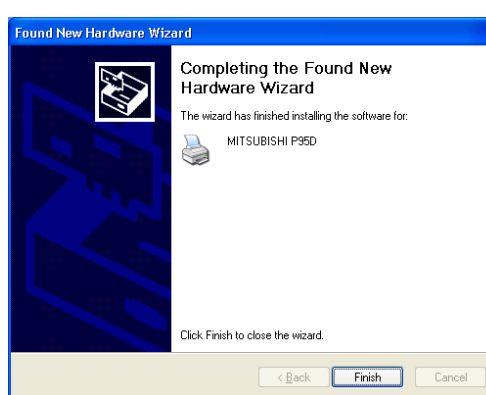 Found New Hardware Wizard
Completing the Found New
Hardware Wizard
The wizard has finished installing the software for:
MITSUBISHI P95D
Click Finish to close the wizard.
< Back
Finish
Cancel